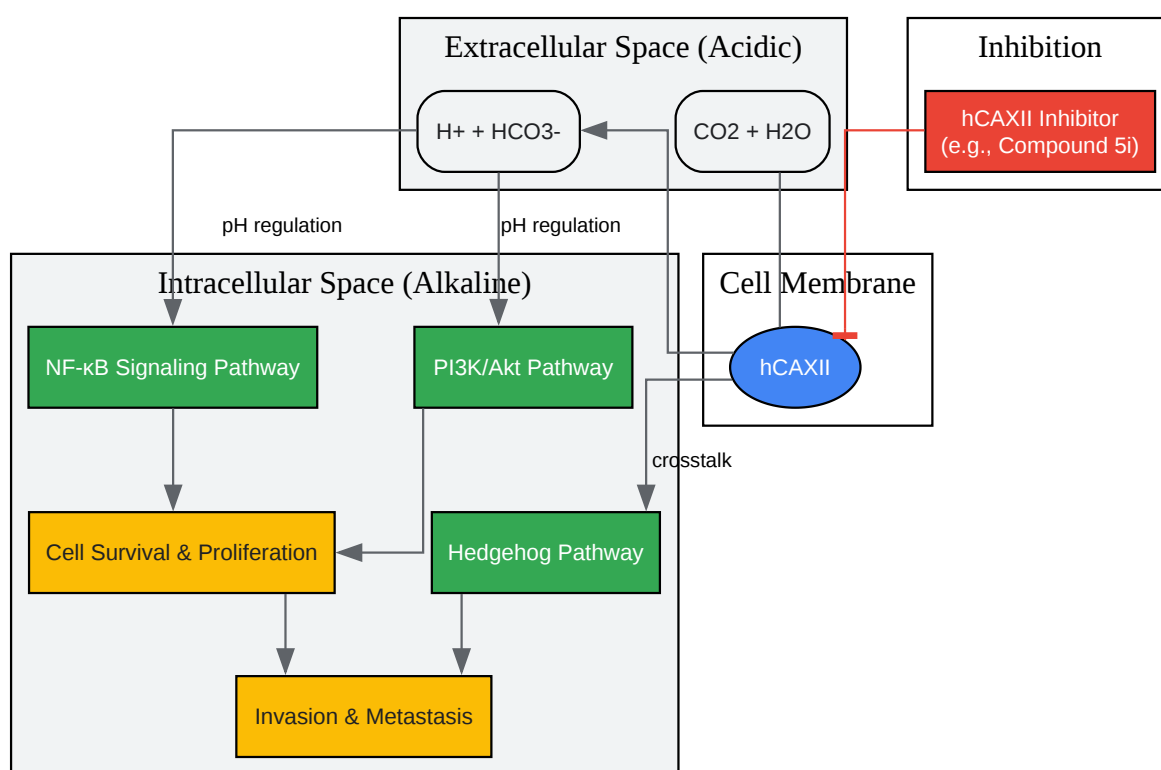 Extracellular Space (Acidic)
Inhibition
H+ + HCO3-
CO2 + H2O
hCAXII Inhibitor
(e.g., Compound 5i)
pH regulation
pH regulation
Intracellular Space (Alkaline)
Cell Membrane
NF-κB Signaling Pathway
PI3K/Akt Pathway
hCAXII
crosstalk
Cell Survival & Proliferation
Hedgehog Pathway
Invasion & Metastasis